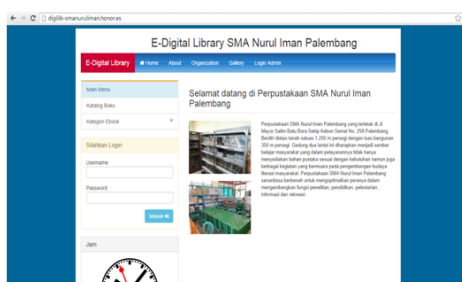 digilib-smanuruliman.honor.es
E-Digital Library SMA Nurul Iman Palembang
E-Digital Library Home About Organization Gallery Login Admin
Main Menu
Katalog Buku
Kategori Ebook
Silahkan Login
Username
Password
Masuk
Jam
Selamat datang di Perpustakaan SMA Nurul Iman
Palembang
Perpustakaan SMA Nurul Iman Palembang yang terletak di Jl.
Mayor Salim Batu Bara Sekip Kebon Semai No. 258 Palembang.
Berdiri diatas tanah seluas 1.200 m persegi dengan luas bangunan
350 m persegi. Gedung dua lantai ini diharapkan menjadi sumber
belajar masyarakat yang dalam pelayanannya tidak hanya
menyediakan bahan pustaka sesuai dengan kebutuhan namun juga
berbagai kegiatan yang bermuara pada pengembangan budaya
literasi masyarakat. Perpustakaan SMA Nurul Iman Palembang
senantiasa berbenah untuk mengoptimalkan perannya dalam
mengembangkan fungsi penelitian, pendidikan, pelestarian,
informasi dan rekreasi.